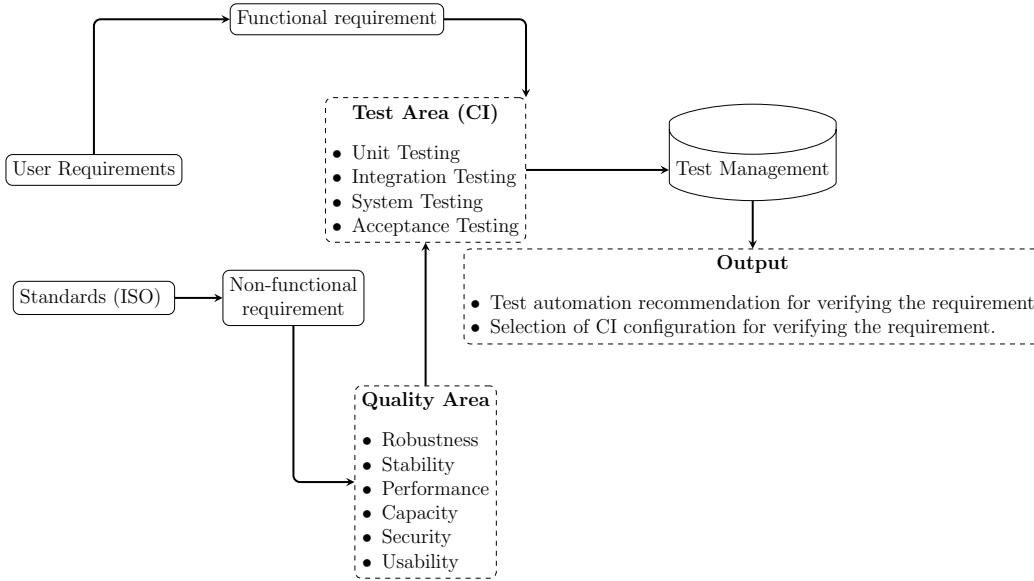 Functional requirement
User Requirements
Test Area (CI)
• Unit Testing
• Integration Testing
• System Testing
• Acceptance Testing
Test Management
Standards (ISO)
Non-functional
requirement
Output
• Test automation recommendation for verifying the requirement
• Selection of CI configuration for verifying the requirement.
Quality Area
• Robustness
• Stability
• Performance
• Capacity
• Security
• Usability